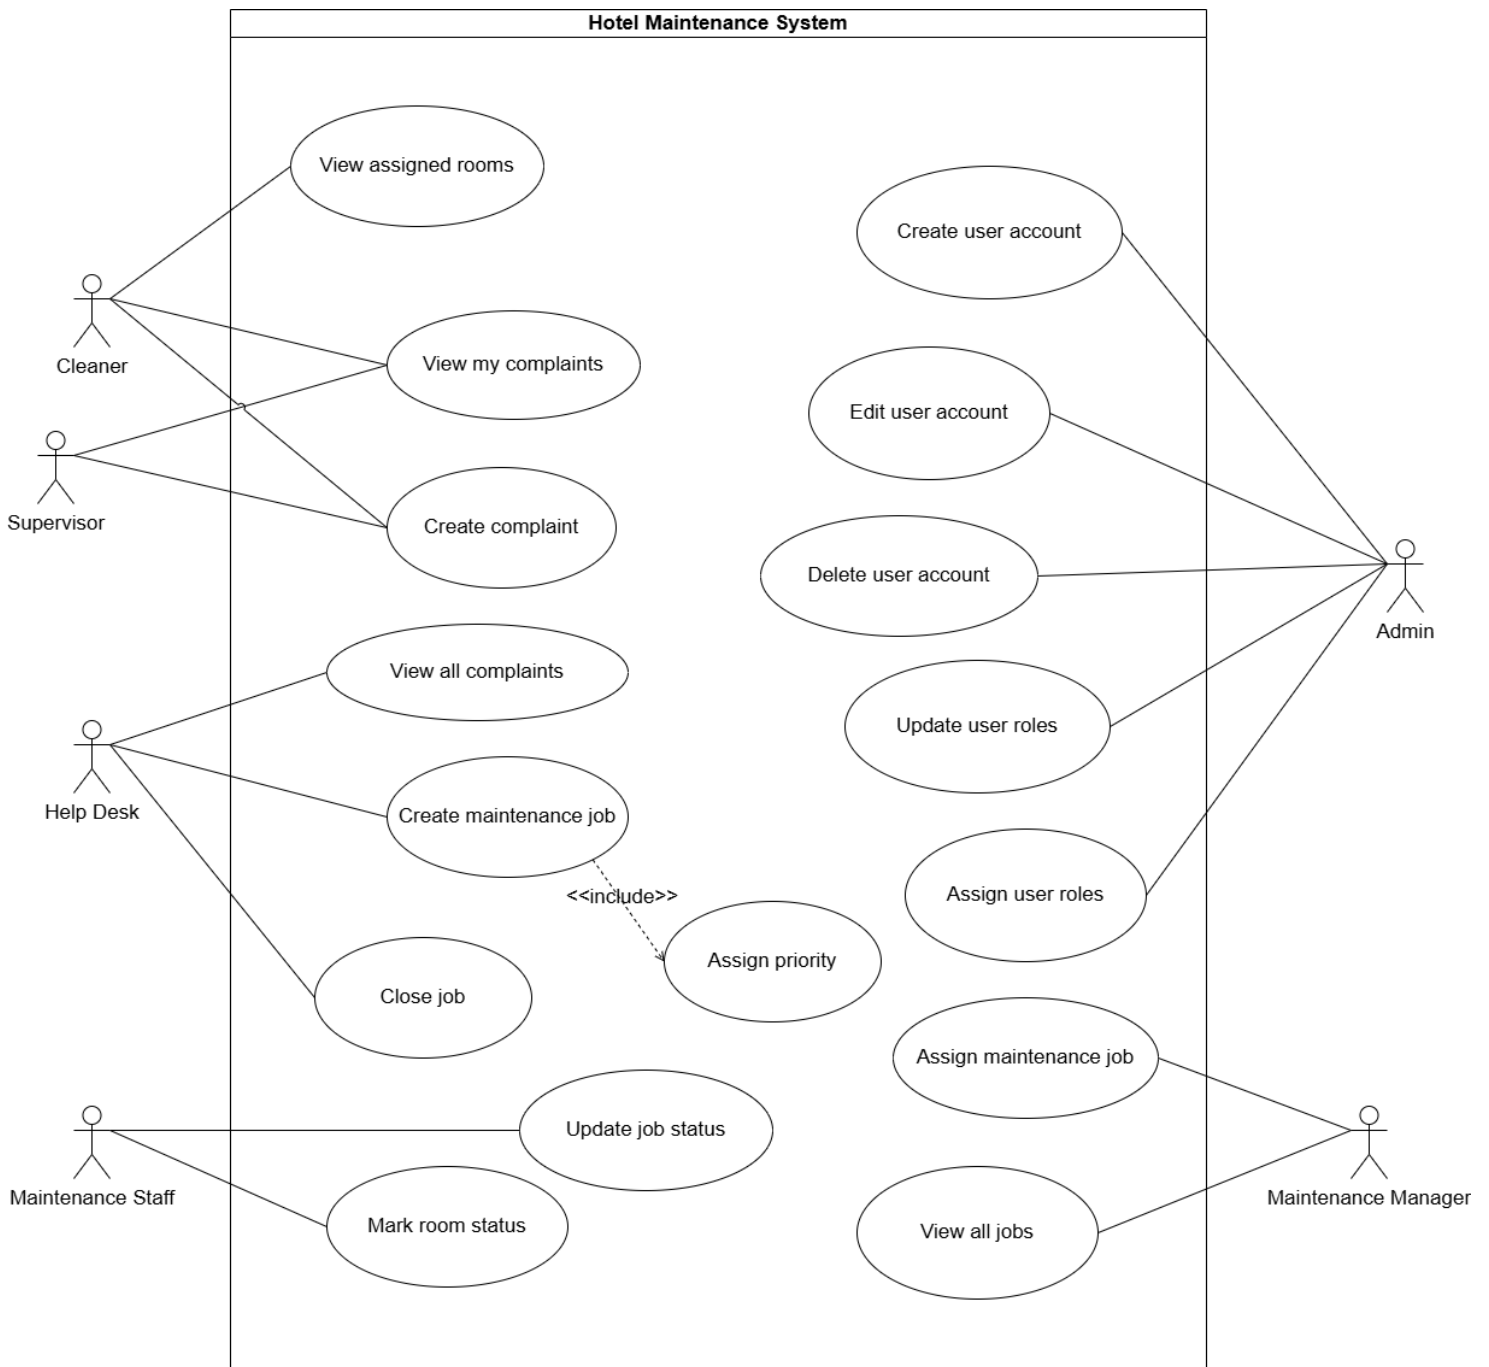 Hotel Maintenance System
View assigned rooms
Create user account
Cleaner
View my complaints
Edit user account
Supervisor
Create complaint
Delete user account
Admin
View all complaints
Update user roles
Help Desk
Create maintenance job
<<include>>
Assign user roles
Assign priority
Close job
Assign maintenance job
Update job status
Maintenance Staff
Maintenance Manager
Mark room status
View all jobs